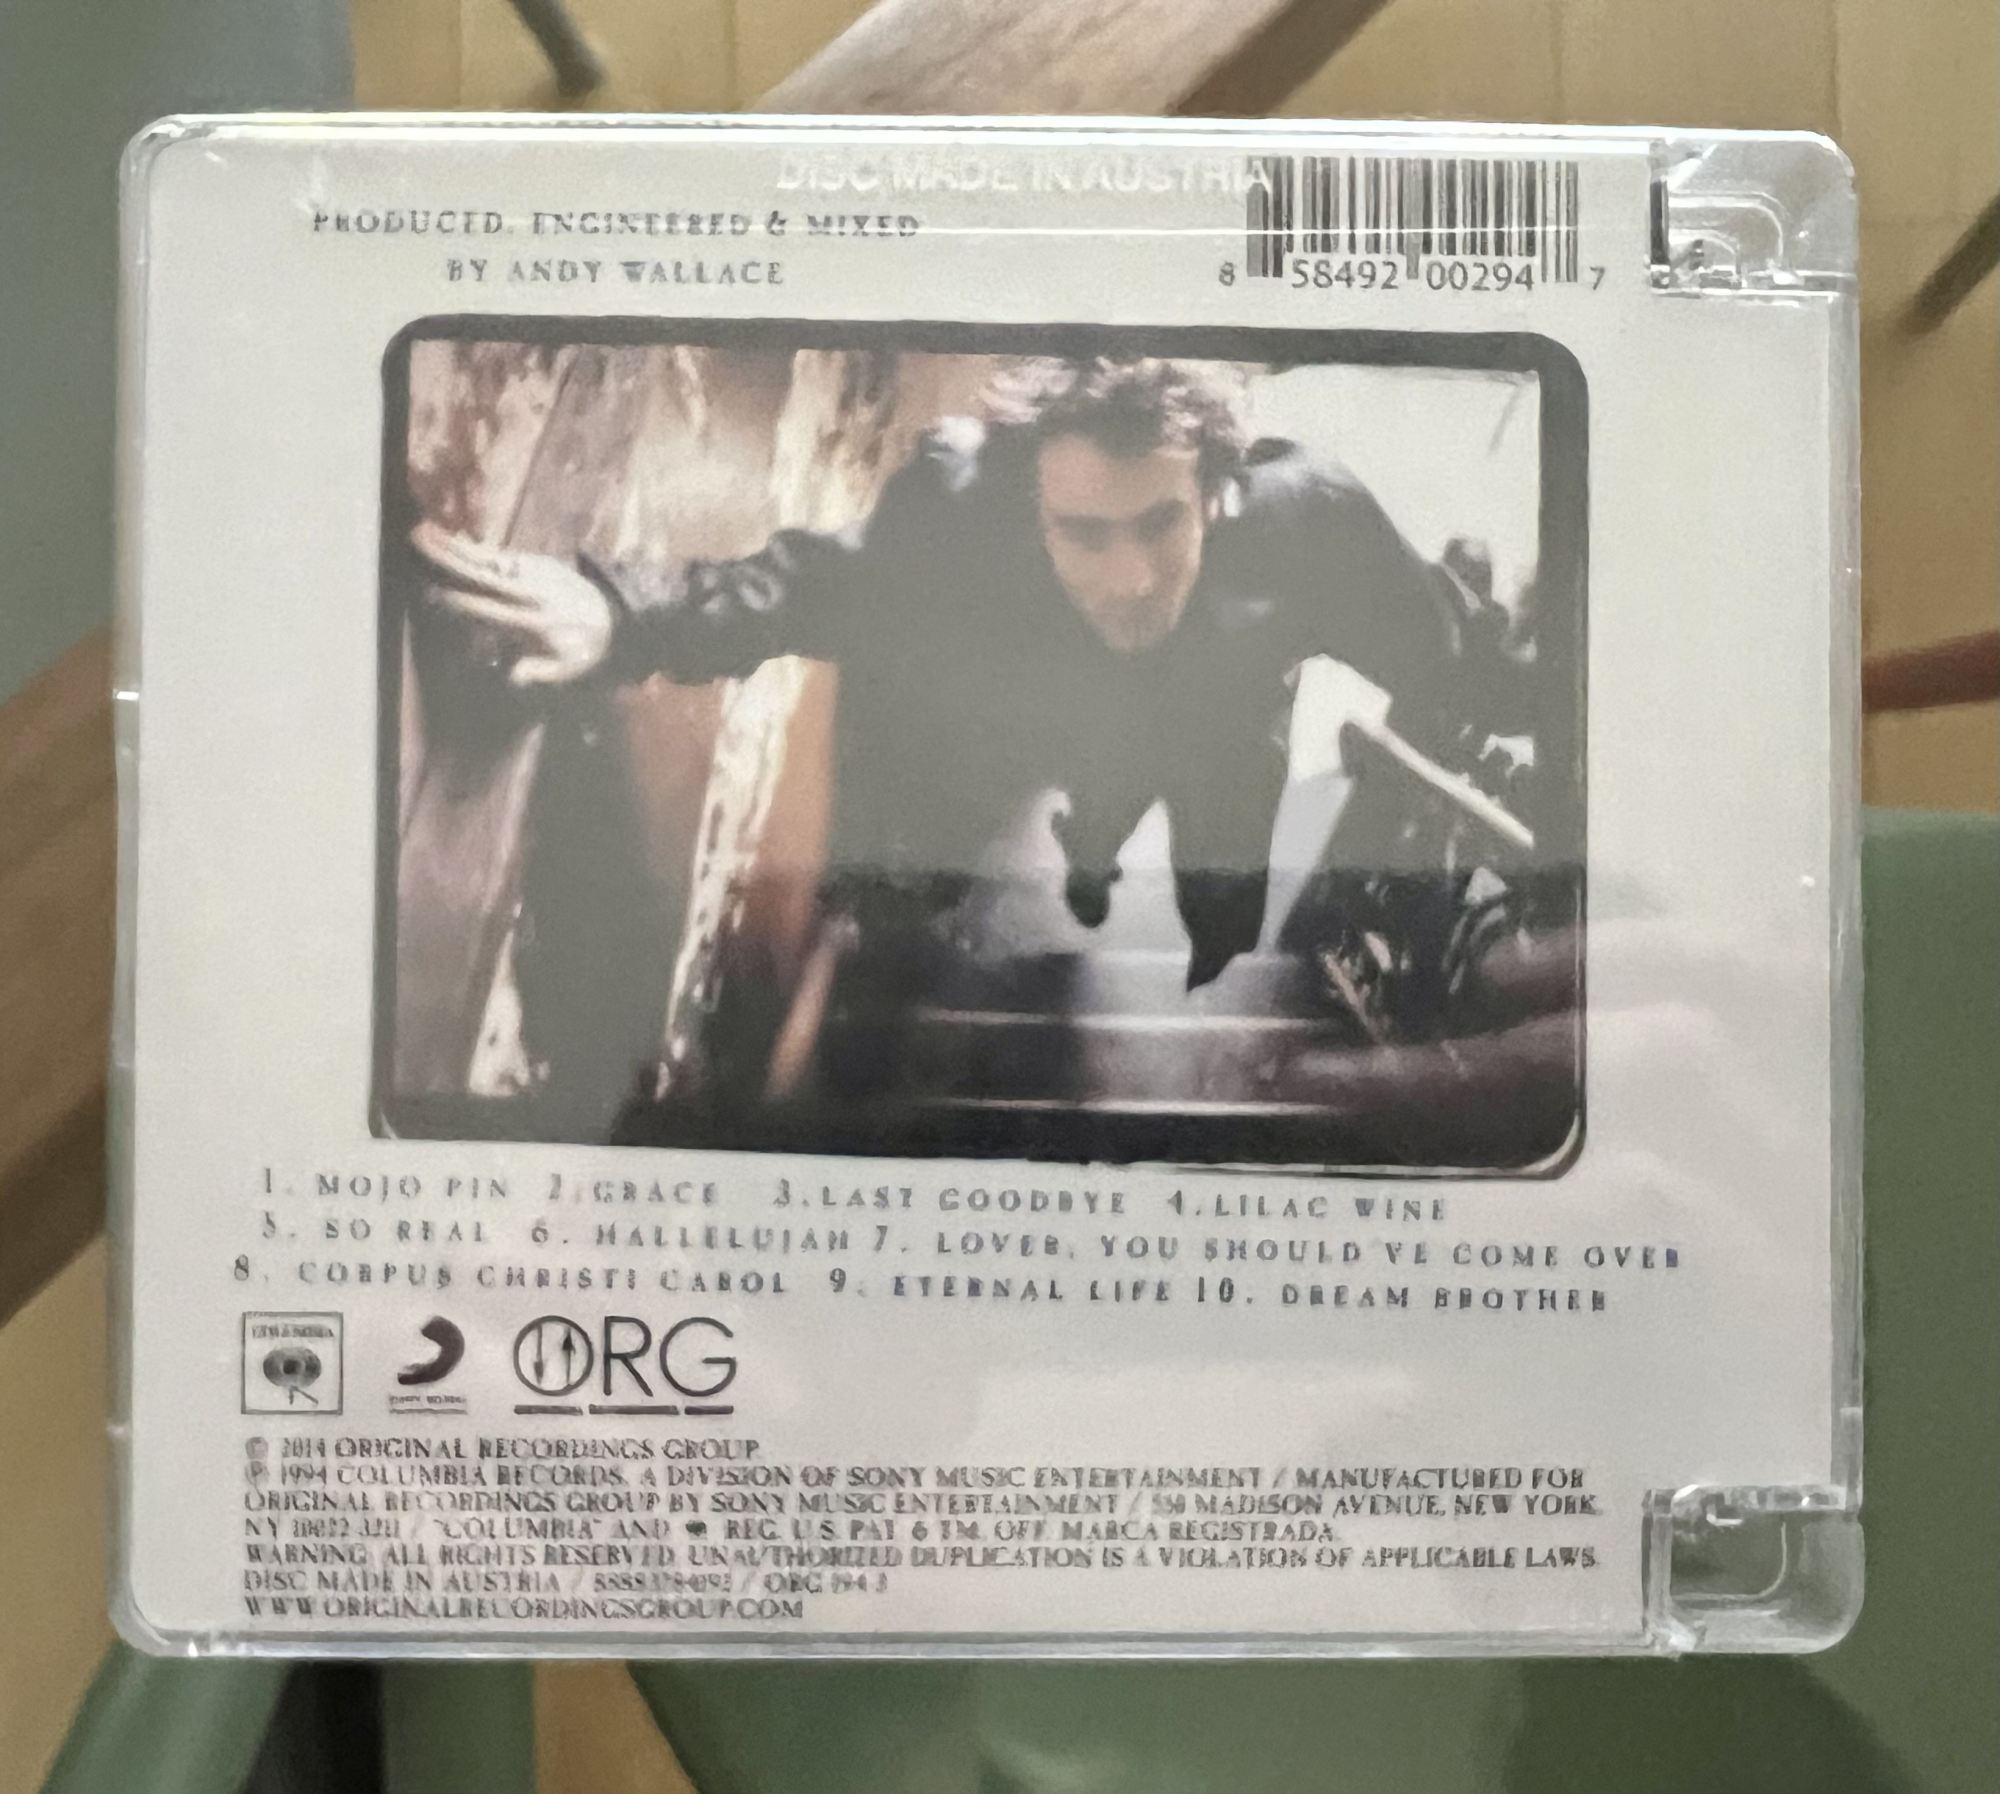 DISC MADE IN AUSTRIA
PRODUCED, ENGINEERED & MIXED
BY ANDY WALLACE
8 58492 00294 7
1. MOJO PIN 2. GRACE 3. LAST GOODBYE 4. LILAC WINE
5. SO REAL 6. HALLELUJAH 7. LOVER, YOU SHOULD'VE COME OVER
8. CORPUS CHRISTI CAROL 9. ETERNAL LIFE 10. DREAM BROTHER
COLUMBIA
ORG
© 2014 ORIGINAL RECORDINGS GROUP.
℗ 1994 COLUMBIA RECORDS, A DIVISION OF SONY MUSIC ENTERTAINMENT / MANUFACTURED FOR
ORIGINAL RECORDINGS GROUP BY SONY MUSIC ENTERTAINMENT / 550 MADISON AVENUE, NEW YORK,
NY / "COLUMBIA" AND REG. U.S. PAT. & TM. OFF. MARCA REGISTRADA.
WARNING: ALL RIGHTS RESERVED. UNAUTHORIZED DUPLICATION IS A VIOLATION OF APPLICABLE LAWS.
DISC MADE IN AUSTRIA / / ORG
WWW.ORIGINALRECORDINGSGROUP.COM